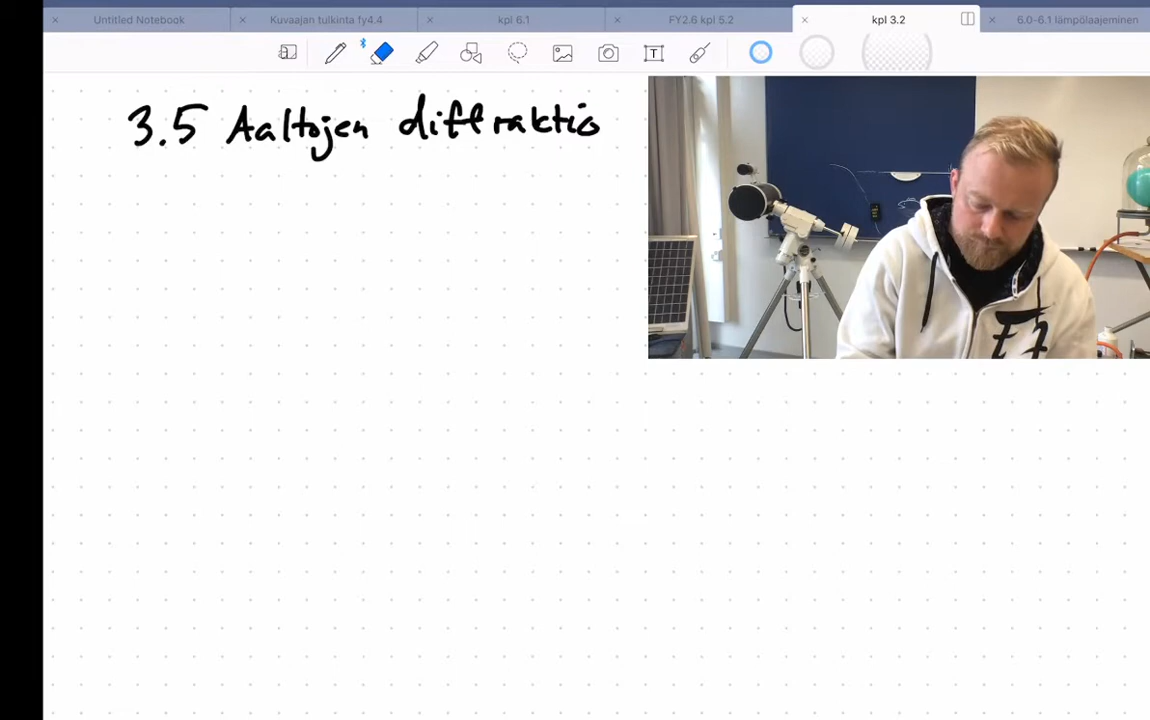 Untitled Notebook
Kuvaajan tulkinta fy4.4
kpl 6.1
FY2.6 kpl 5.2
kpl 3.2
6.0-6.1 lämpölaajeminen
3.5 Aaltojen diffraktio